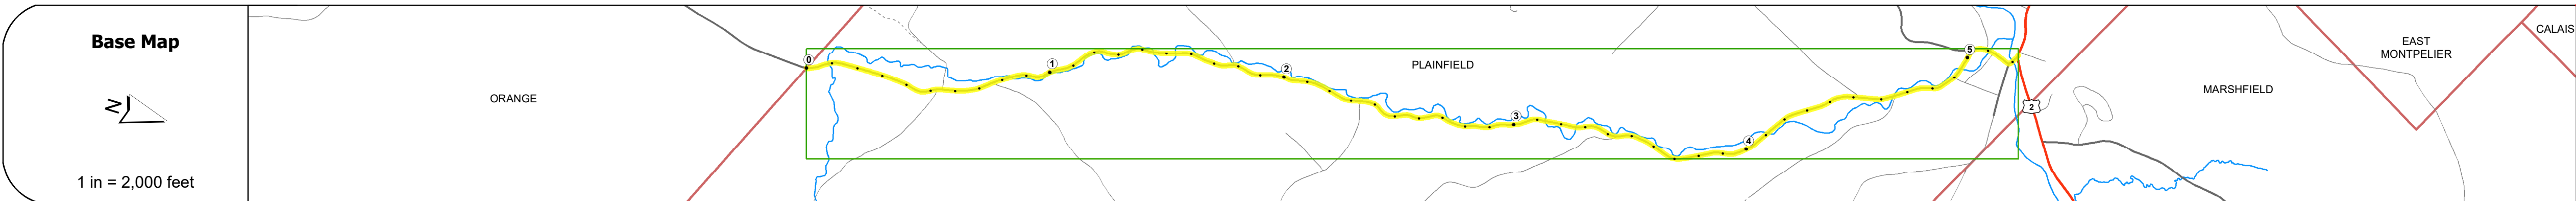 Base Map
N
1 in = 2,000 feet
ORANGE
0
1
2
PLAINFIELD
3
4
5
2
MARSHFIELD
EAST
MONTPELIER
CALAIS